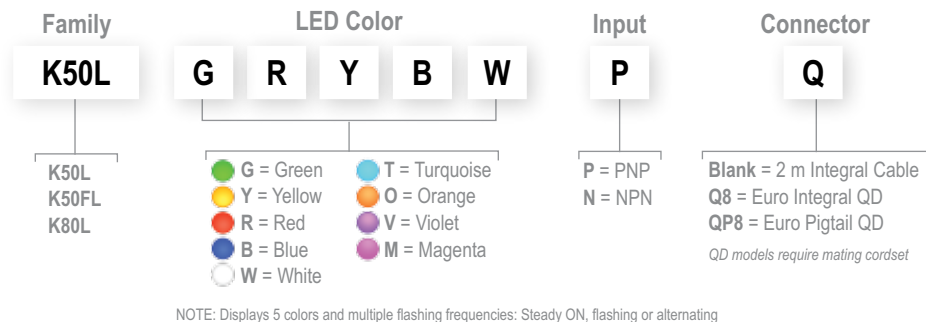 Family
LED Color
Input
Connector
K50L
G R Y B W
P
Q
K50L
K50FL
K80L
G = Green
Y = Yellow
R = Red
B = Blue
W = White
T = Turquoise
O = Orange
V = Violet
M = Magenta
P = PNP
N = NPN
Blank = 2 m Integral Cable
Q8 = Euro Integral QD
QP8 = Euro Pigtail QD
QD models require mating cordset
NOTE: Displays 5 colors and multiple flashing frequencies: Steady ON, flashing or alternating